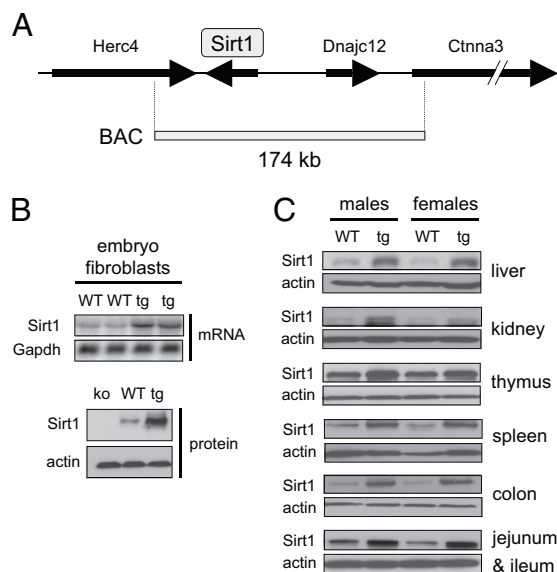 A
Herc4 Sirt1 Dnajc12 Ctnna3
BAC
174 kb
B
embryo
fibroblasts
WT WT tg tg
Sirt1
mRNA
Gapdh
ko WT tg
Sirt1
protein
actin
C
males females
WT tg WT tg
Sirt1
liver
actin
Sirt1
kidney
actin
Sirt1
thymus
actin
Sirt1
spleen
actin
Sirt1
colon
actin
Sirt1 jejunum
actin & ileum